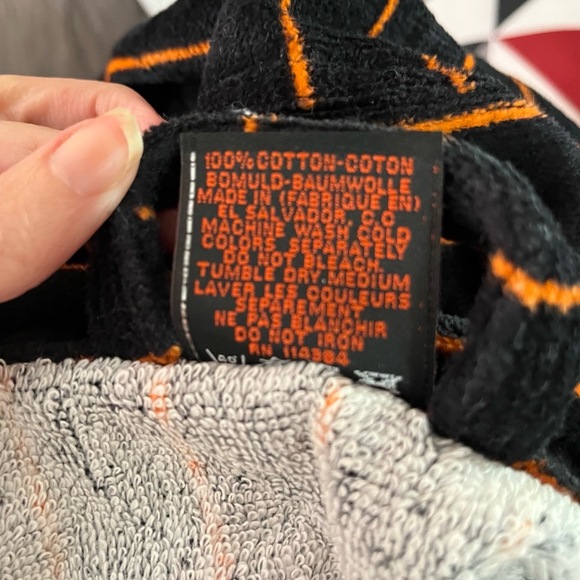 100% COTTON-COTON
BOMULD-BAUMWOLLE
MADE IN (FABRIQUE EN)
EL SALVADOR. C.O
MACHINE WASH COLD
COLORS SEPARATELY
DO NOT BLEACH.
TUMBLE DRY.MEDIUM
LAVER LES COULEURS
SEPAREMENT
NE PAS BLANCHIR
DO NOT IRON
RN 114984